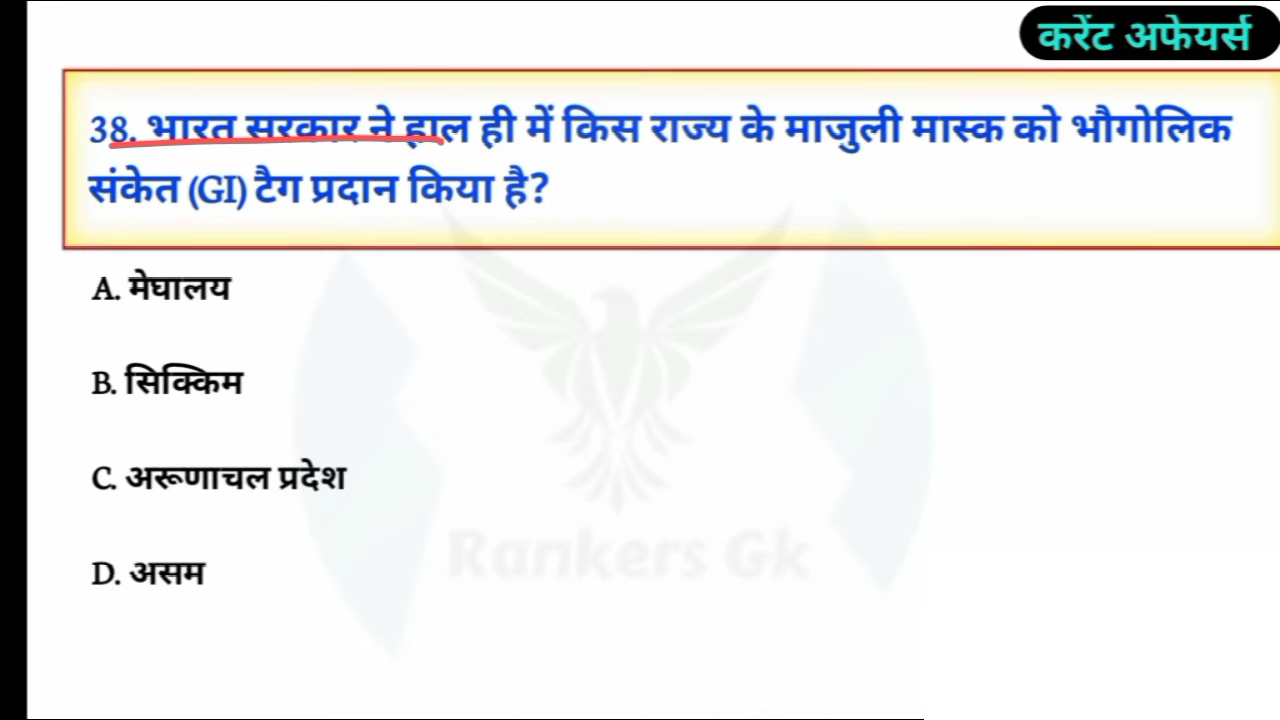 करेंट अफेयर्स
38. भारत सरकार ने हाल ही में किस राज्य के माजुली मास्क को भौगोलिक
संकेत (GI) टैग प्रदान किया है?
A. मेघालय
B. सिक्किम
C. अरूणाचल प्रदेश
D. असम
Rankers Gk